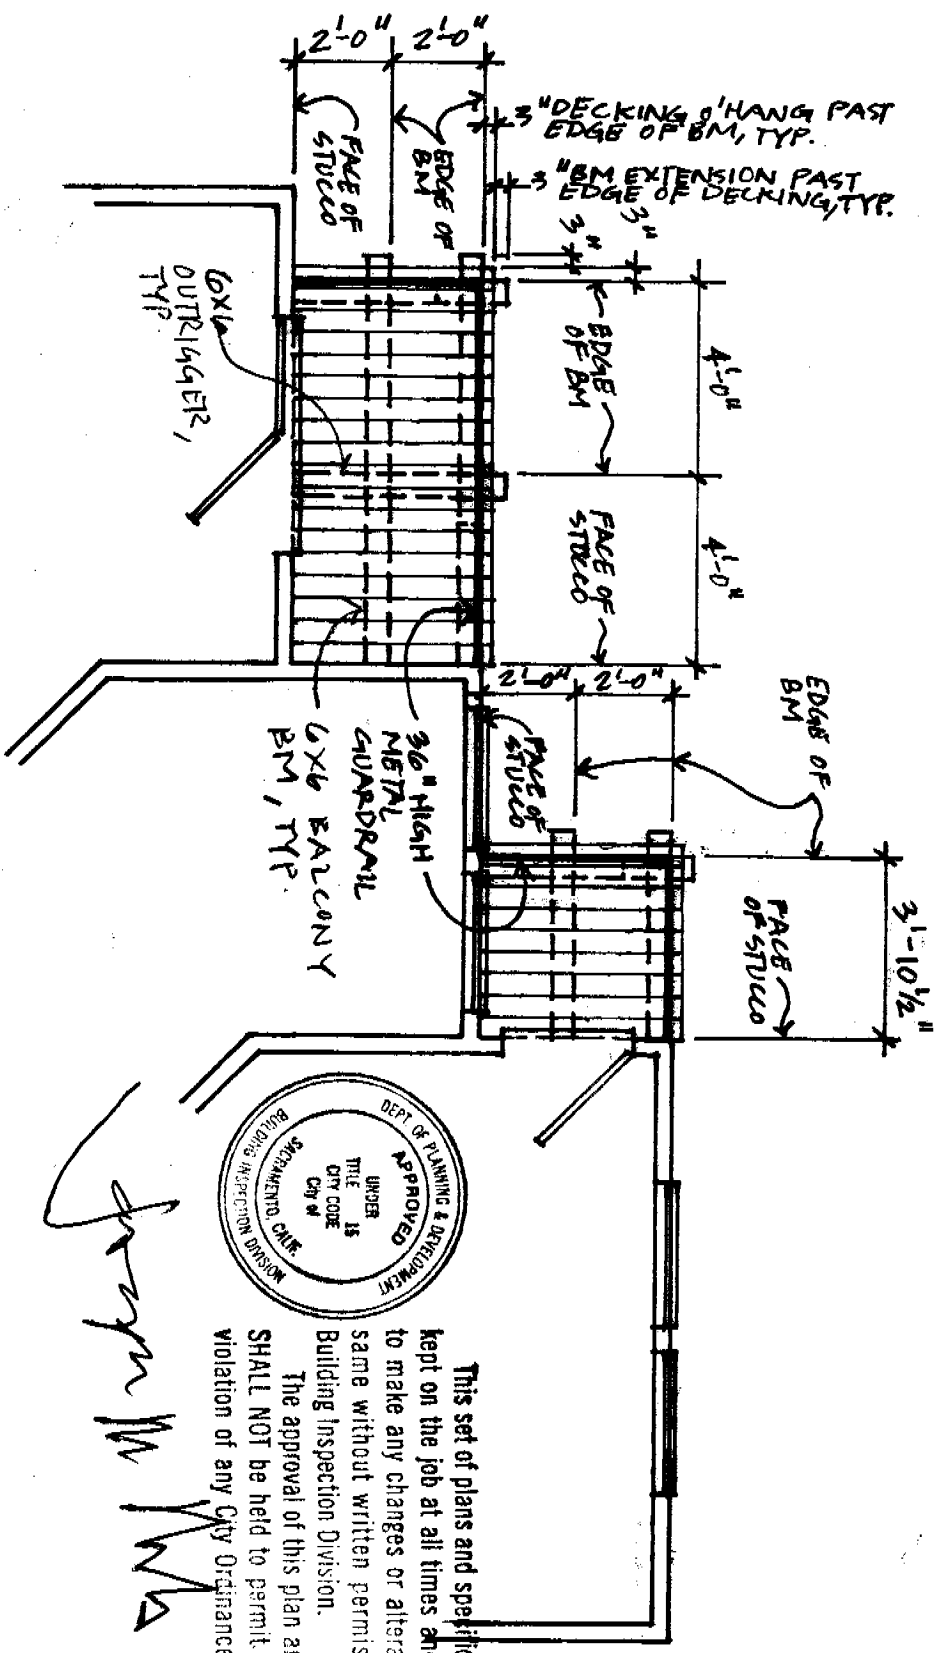 2'-0"
2'-0"
3" DECKING O'HANG PAST
EDGE OF BM, TYP.
3" BM EXTENSION PAST
EDGE OF DECKING, TYP.
3"
3"
FACE OF
STUCCO
EDGE OF
BM
6X6
OUTRIGGER,
TYP.
EDGE
OF BM
4'-0"
4'-0"
FACE OF
STUCCO
2'-0"
2'-0"
EDGE OF
BM
FACE OF
STUCCO
36" HIGH
METAL
GUARDRAIL
6X6 BALCONY
BM, TYP.
FACE
OF STUCCO
3'-10 1/2"
DEPT. OF PLANNING & DEVELOPMENT
APPROVED
UNDER
TITLE 15
CITY CODE
City of
SACRAMENTO, CALIF.
BUILDING INSPECTION DIVISION
This set of plans and specific
kept on the job at all times an
to make any changes or altera
same without written permis
Building Inspection Division.
The approval of this plan a
SHALL NOT be held to permit
violation of any City Ordinance